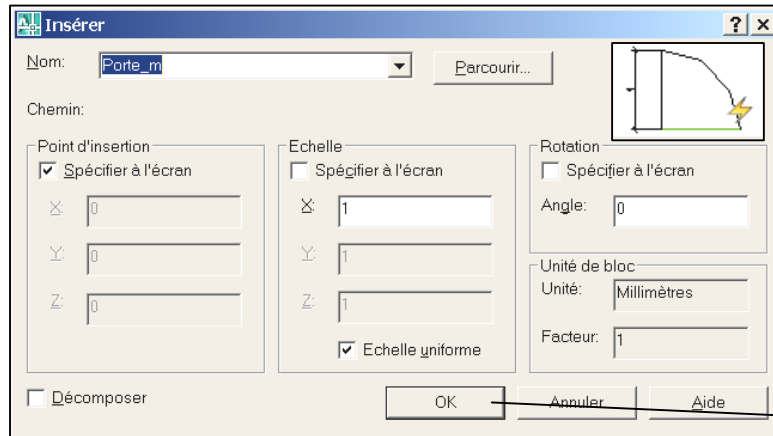 Insérer
Nom: Porte_m Parcourir...
Chemin:
Point d'insertion
Spécifier à l'écran
X: 0
Y: 0
Z: 0
Echelle
Spécifier à l'écran
X: 1
Y: 1
Z: 1
Echelle uniforme
Rotation
Spécifier à l'écran
Angle: 0
Unité de bloc
Unité: Millimètres
Facteur: 1
Décomposer OK Annuler Aide